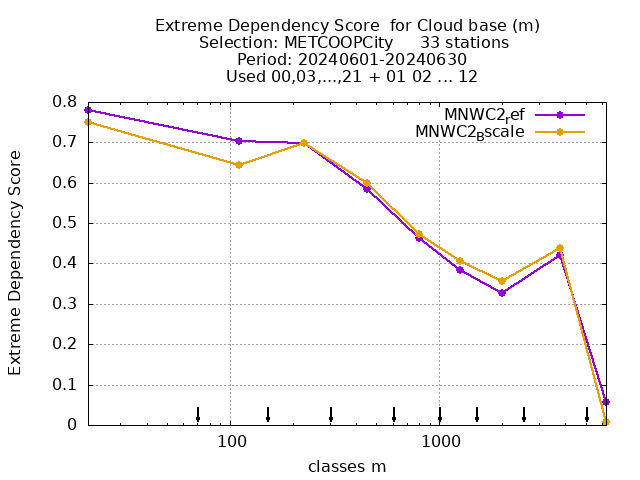 Extreme Dependency Score  for Cloud base (m)
Selection: METCOOPCity     33 stations
Period: 20240601-20240630
Used 00,03,...,21 + 01 02 ... 12
MNWC2_ref
MNWC2_Bscale
Extreme Dependency Score
0.8
0.7
0.6
0.5
0.4
0.3
0.2
0.1
0
100
1000
classes m